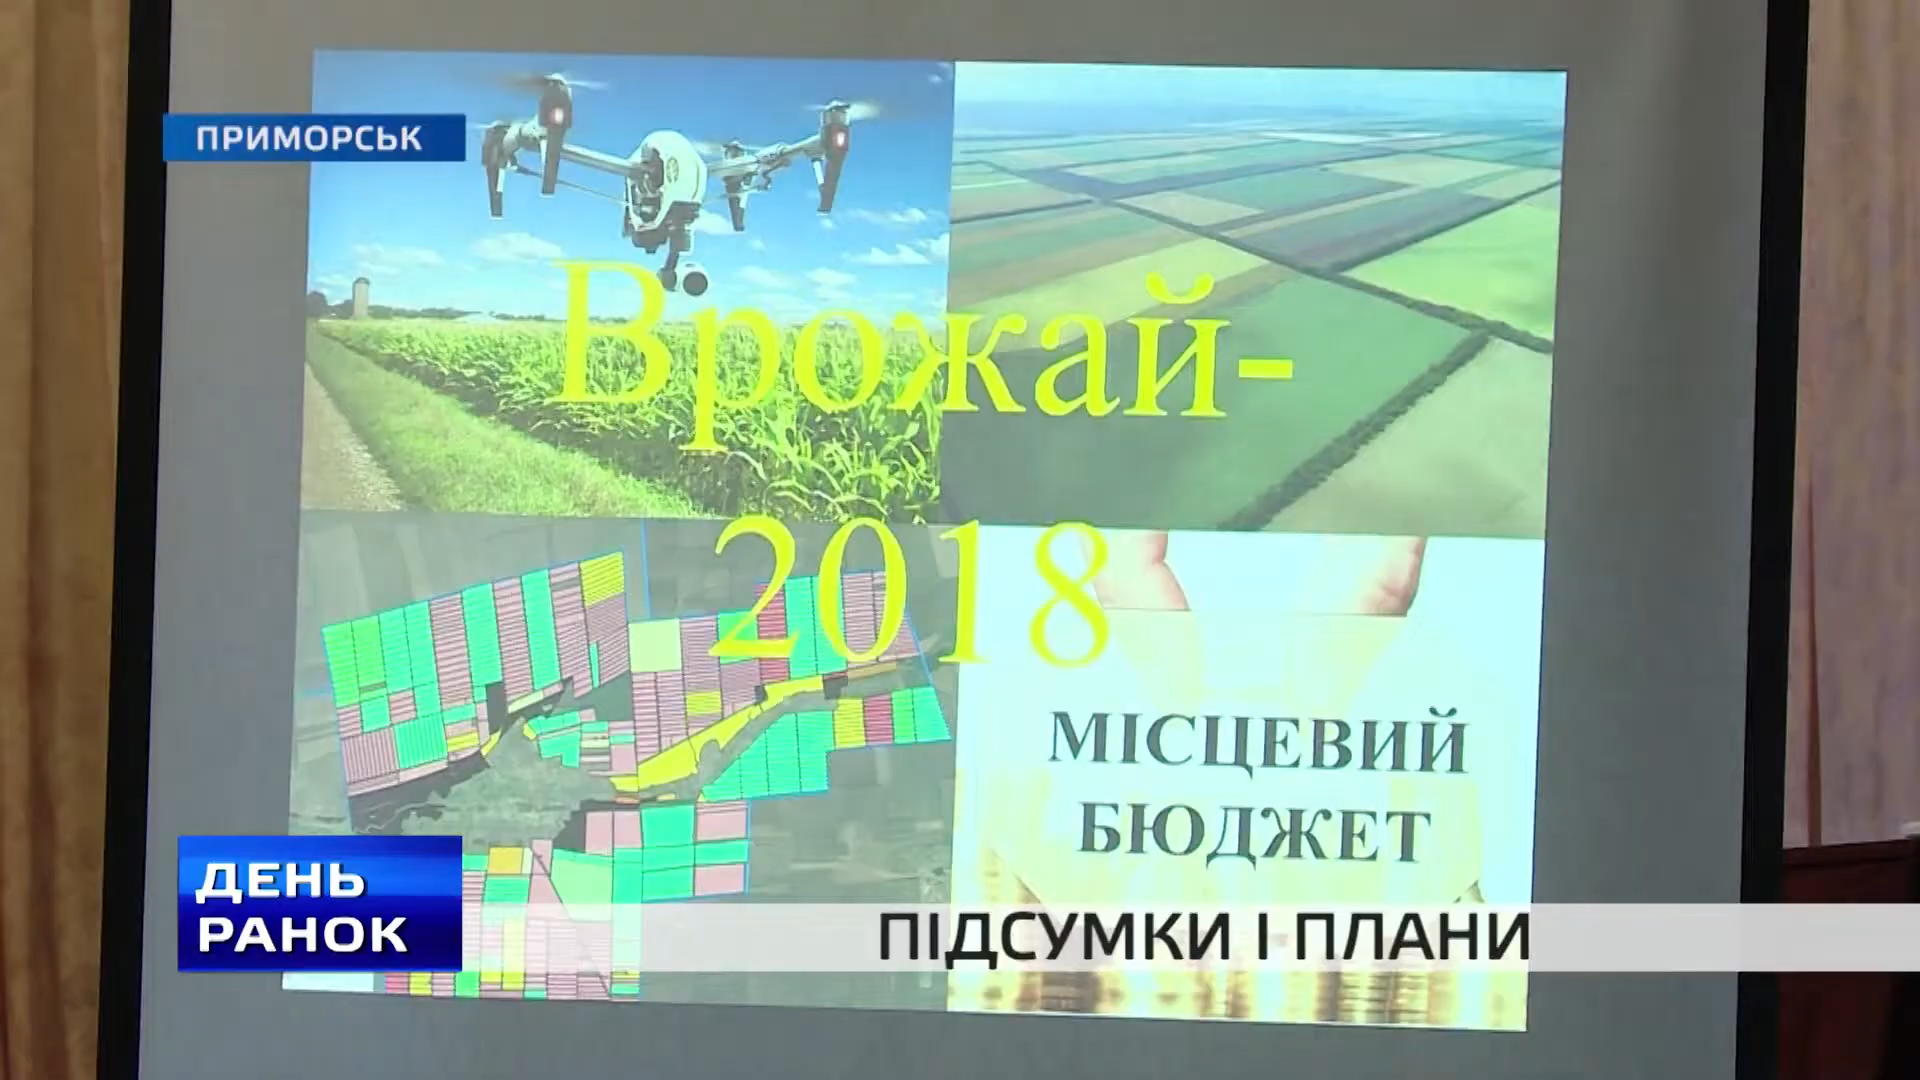 ПРИМОРСЬК
Врожай-
2018
МІСЦЕВИЙ
БЮДЖЕТ
ДЕНЬ
РАНОК
ПІДСУМКИ І ПЛАНИ